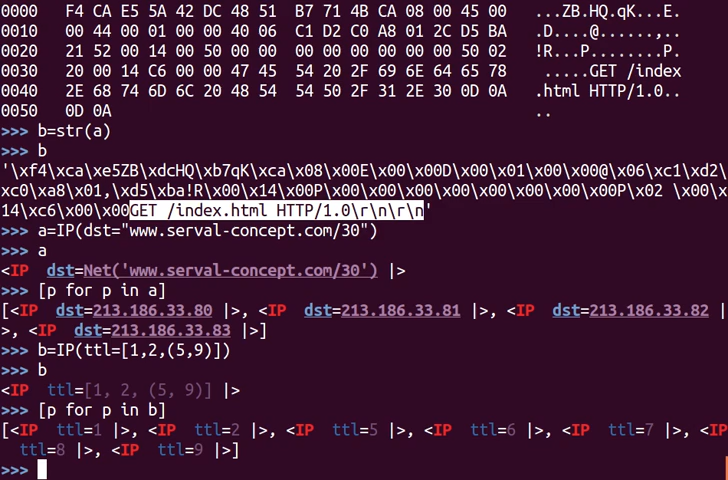 0000   F4 CA E5 5A 42 DC 48 51   B7 71 4B CA 08 00 45 00   ...ZB.HQ.qK...E.
0010   00 44 00 01 00 00 40 06   C1 D2 C0 A8 01 2C D5 BA   .D....@......,..
0020   21 52 00 14 00 50 00 00   00 00 00 00 00 00 50 02   !R...P........P.
0030   20 00 14 C6 00 00 47 45   54 20 2F 69 6E 64 65 78    .....GET /index
0040   2E 68 74 6D 6C 20 48 54   54 50 2F 31 2E 30 0D 0A   .html HTTP/1.0..
0050   0D 0A                                               ..
>>> b=str(a)
>>> b
'\xf4\xca\xe5ZB\xdcHQ\xb7qK\xca\x08\x00E\x00\x00D\x00\x01\x00\x00@\x06\xc1\xd2\
xc0\xa8\x01,\xd5\xba!R\x00\x14\x00P\x00\x00\x00\x00\x00\x00\x00\x00P\x02 \x00\x
14\xc6\x00\x00GET /index.html HTTP/1.0\r\n\r\n'
>>> a=IP(dst="www.serval-concept.com/30")
>>> a
<IP  dst=Net('www.serval-concept.com/30') |>
>>> [p for p in a]
[<IP  dst=213.186.33.80 |>, <IP  dst=213.186.33.81 |>, <IP  dst=213.186.33.82 |
>, <IP  dst=213.186.33.83 |>]
>>> b=IP(ttl=[1,2,(5,9)])
>>> b
<IP  ttl=[1, 2, (5, 9)] |>
>>> [p for p in b]
[<IP  ttl=1 |>, <IP  ttl=2 |>, <IP  ttl=5 |>, <IP  ttl=6 |>, <IP  ttl=7 |>, <IP
  ttl=8 |>, <IP  ttl=9 |>]
>>>